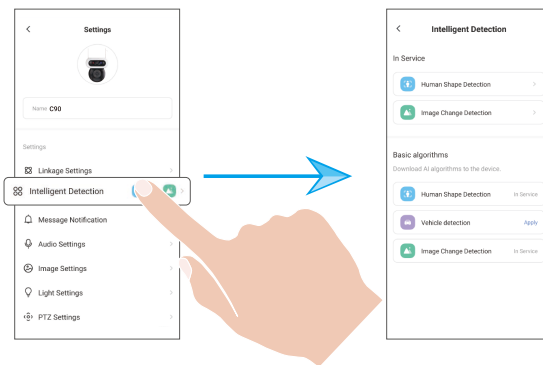 Settings
Name C90
Settings
Linkage Settings
Intelligent Detection
Message Notification
Audio Settings
Image Settings
Light Settings
PTZ Settings
Intelligent Detection
In Service
Human Shape Detection
Image Change Detection
Basic algorithms
Download AI algorithms to the device.
Human Shape Detection In Service
Vehicle detection Apply
Image Change Detection In Service